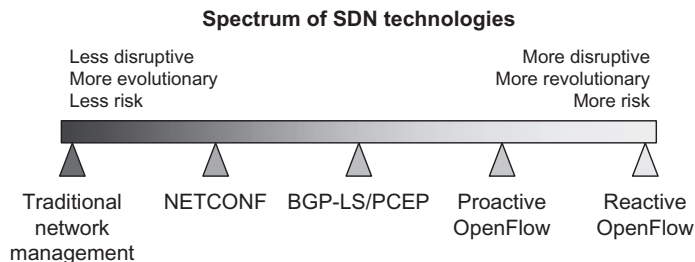 Spectrum of SDN technologies
Less disruptive
More evolutionary
Less risk
More disruptive
More revolutionary
More risk
Traditional
network
management
NETCONF
BGP-LS/PCEP
Proactive
OpenFlow
Reactive
OpenFlow